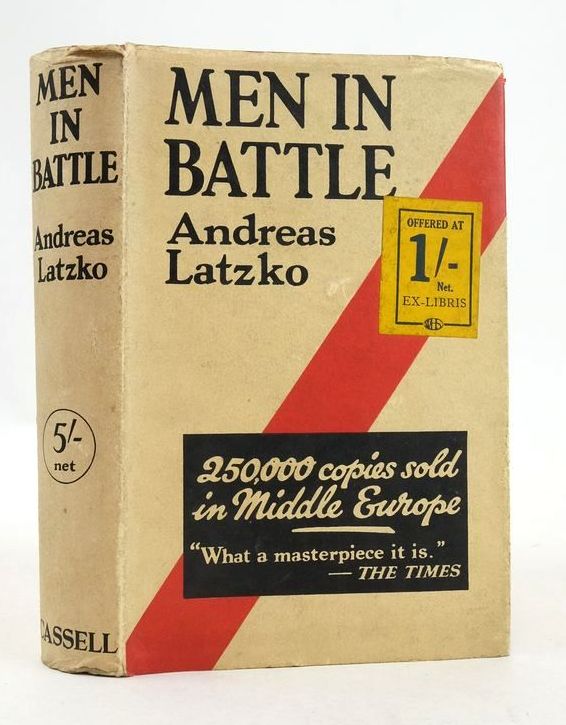 MEN
IN
BATTLE
Andreas
Latzko
5/-
net
CASSELL
MEN IN
BATTLE
Andreas
Latzko
OFFERED AT
1/-
Net.
EX-LIBRIS
250,000 copies sold
in Middle Europe
"What a masterpiece it is."
— THE TIMES